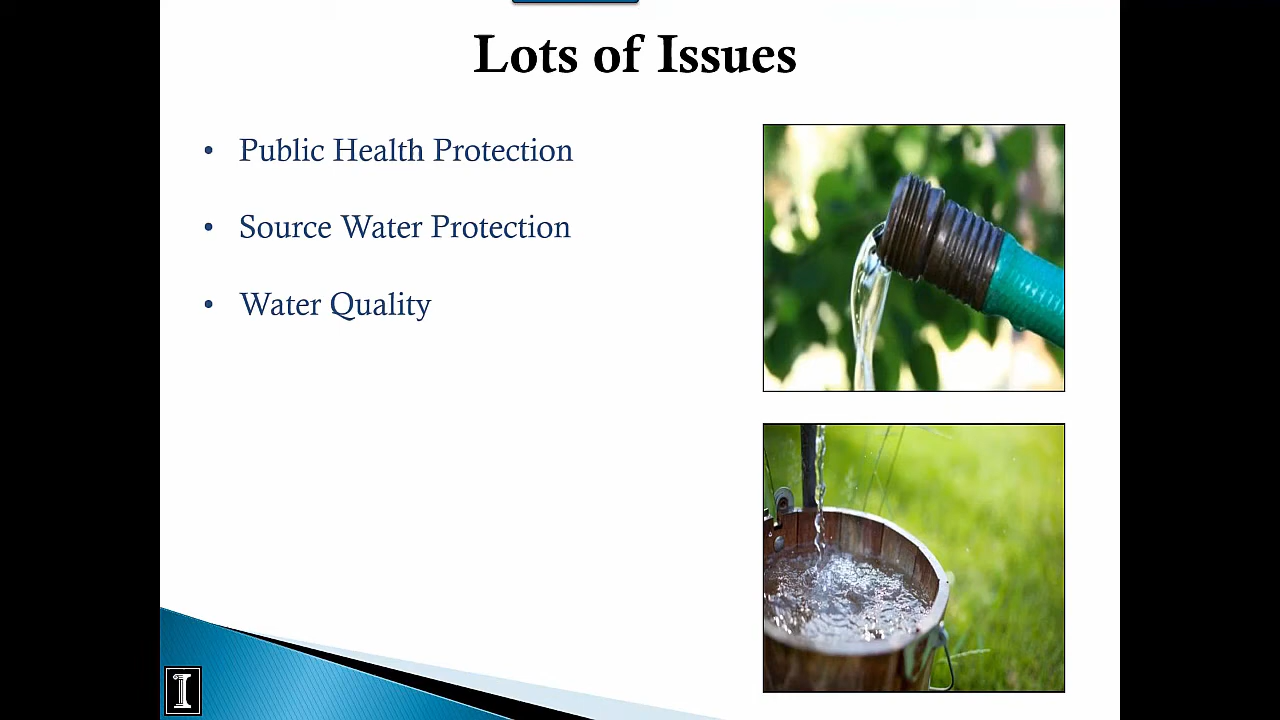 Lots of Issues
• Public Health Protection
• Source Water Protection
• Water Quality
I